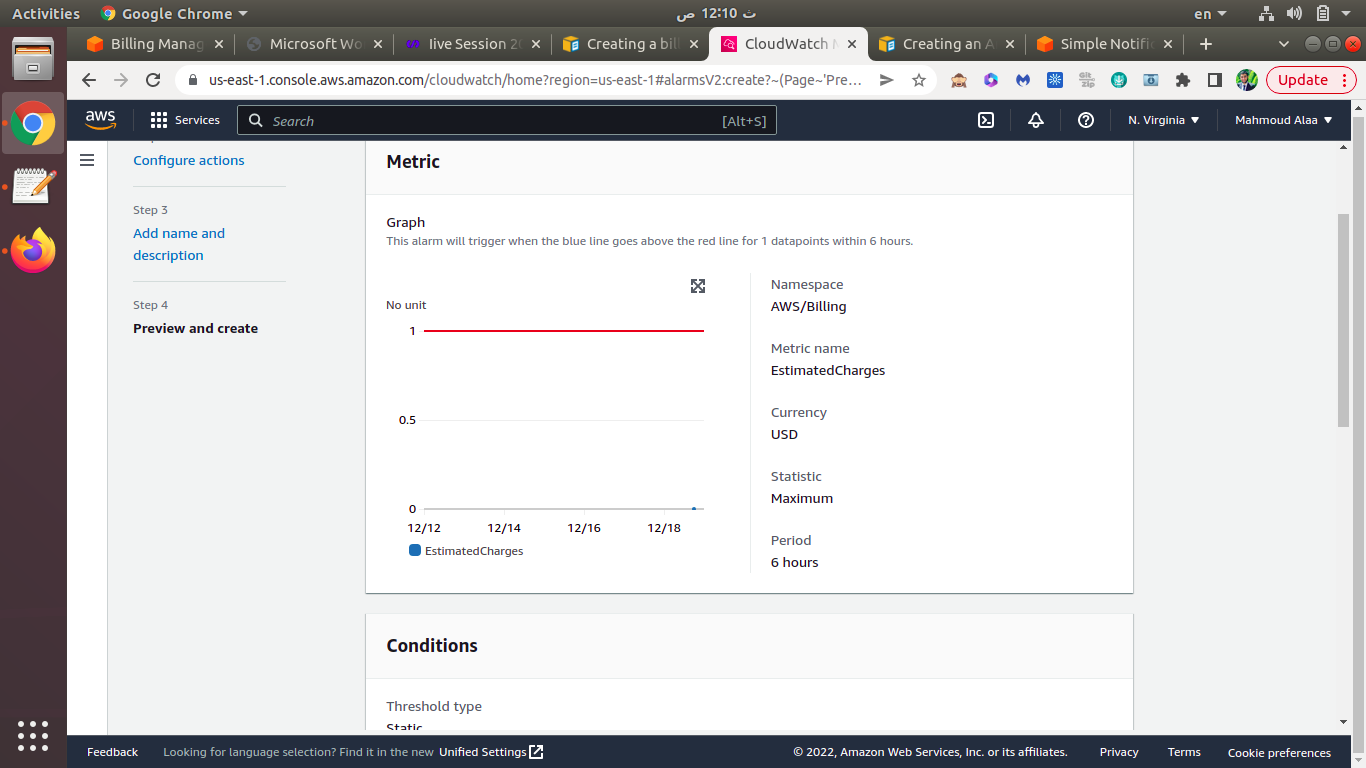 Activities
Google Chrome
ث 12:10 ص
en
Billing Manag
Microsoft Wo
live Session 20
Creating a bil
CloudWatch M
Creating an A
Simple Notific
us-east-1.console.aws.amazon.com/cloudwatch/home?region=us-east-1#alarmsV2:create?~(Page~'Pre...
Git
zip
Update
aws
Services
Search
[Alt+S]
N. Virginia
Mahmoud Alaa
Configure actions
Step 3
Add name and
description
Step 4
Preview and create
Metric
Graph
This alarm will trigger when the blue line goes above the red line for 1 datapoints within 6 hours.
No unit
1
0.5
0
12/12
12/14
12/16
12/18
EstimatedCharges
Namespace
AWS/Billing
Metric name
EstimatedCharges
Currency
USD
Statistic
Maximum
Period
6 hours
Conditions
Threshold type
Static
Feedback
Looking for language selection? Find it in the new Unified Settings
© 2022, Amazon Web Services, Inc. or its affiliates.
Privacy
Terms
Cookie preferences